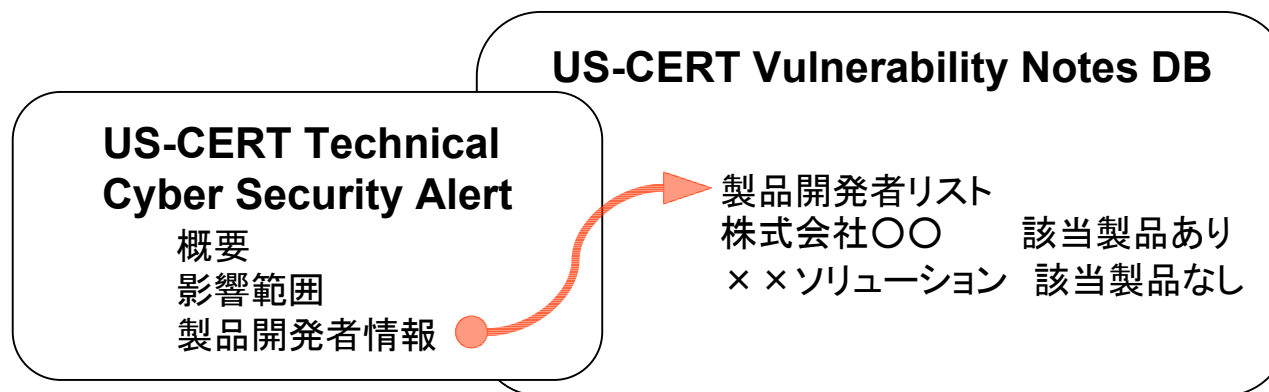 US-CERT Vulnerability Notes DB
US-CERT Technical
Cyber Security Alert
概要
影響範囲
製品開発者情報
製品開発者リスト
株式会社〇〇 該当製品あり
××ソリューション 該当製品なし